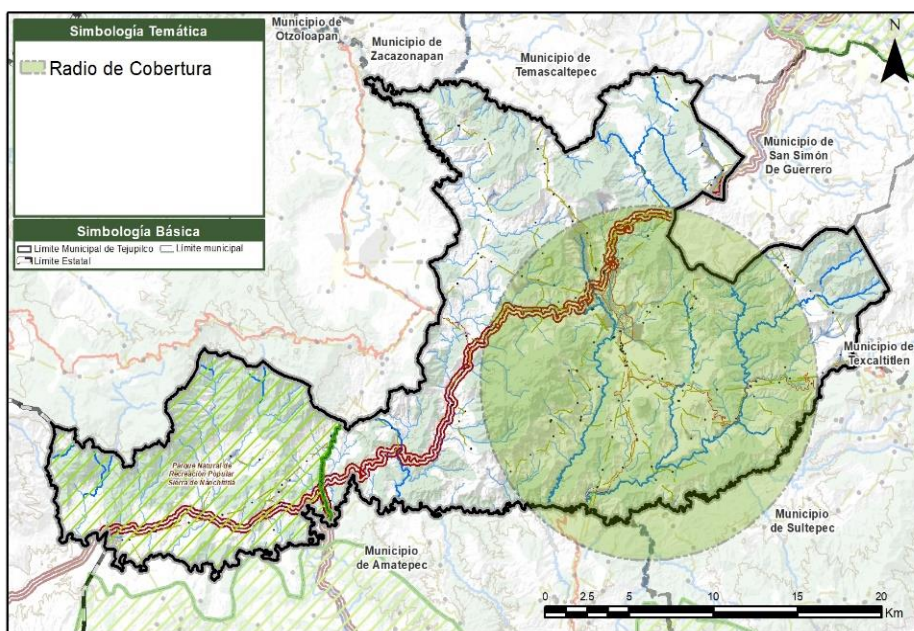 Simbología Temática
Radio de Cobertura
Simbología Básica
Límite Municipal de Tejupilco
Límite municipal
Límite Estatal
Municipio de
Otzoloapan
Municipio de
Zacazonapan
Municipio de
Temascaltepec
N
Municipio
de
San Simón
De Guerrero
Municipio de
Texcaltitlen
Parque Natural de
Recreación Popular
Sierra de Nanchititla
Municipio
de Amatepec
Municipio
de Sultepec
0 2.5 5 10 15 20
Km